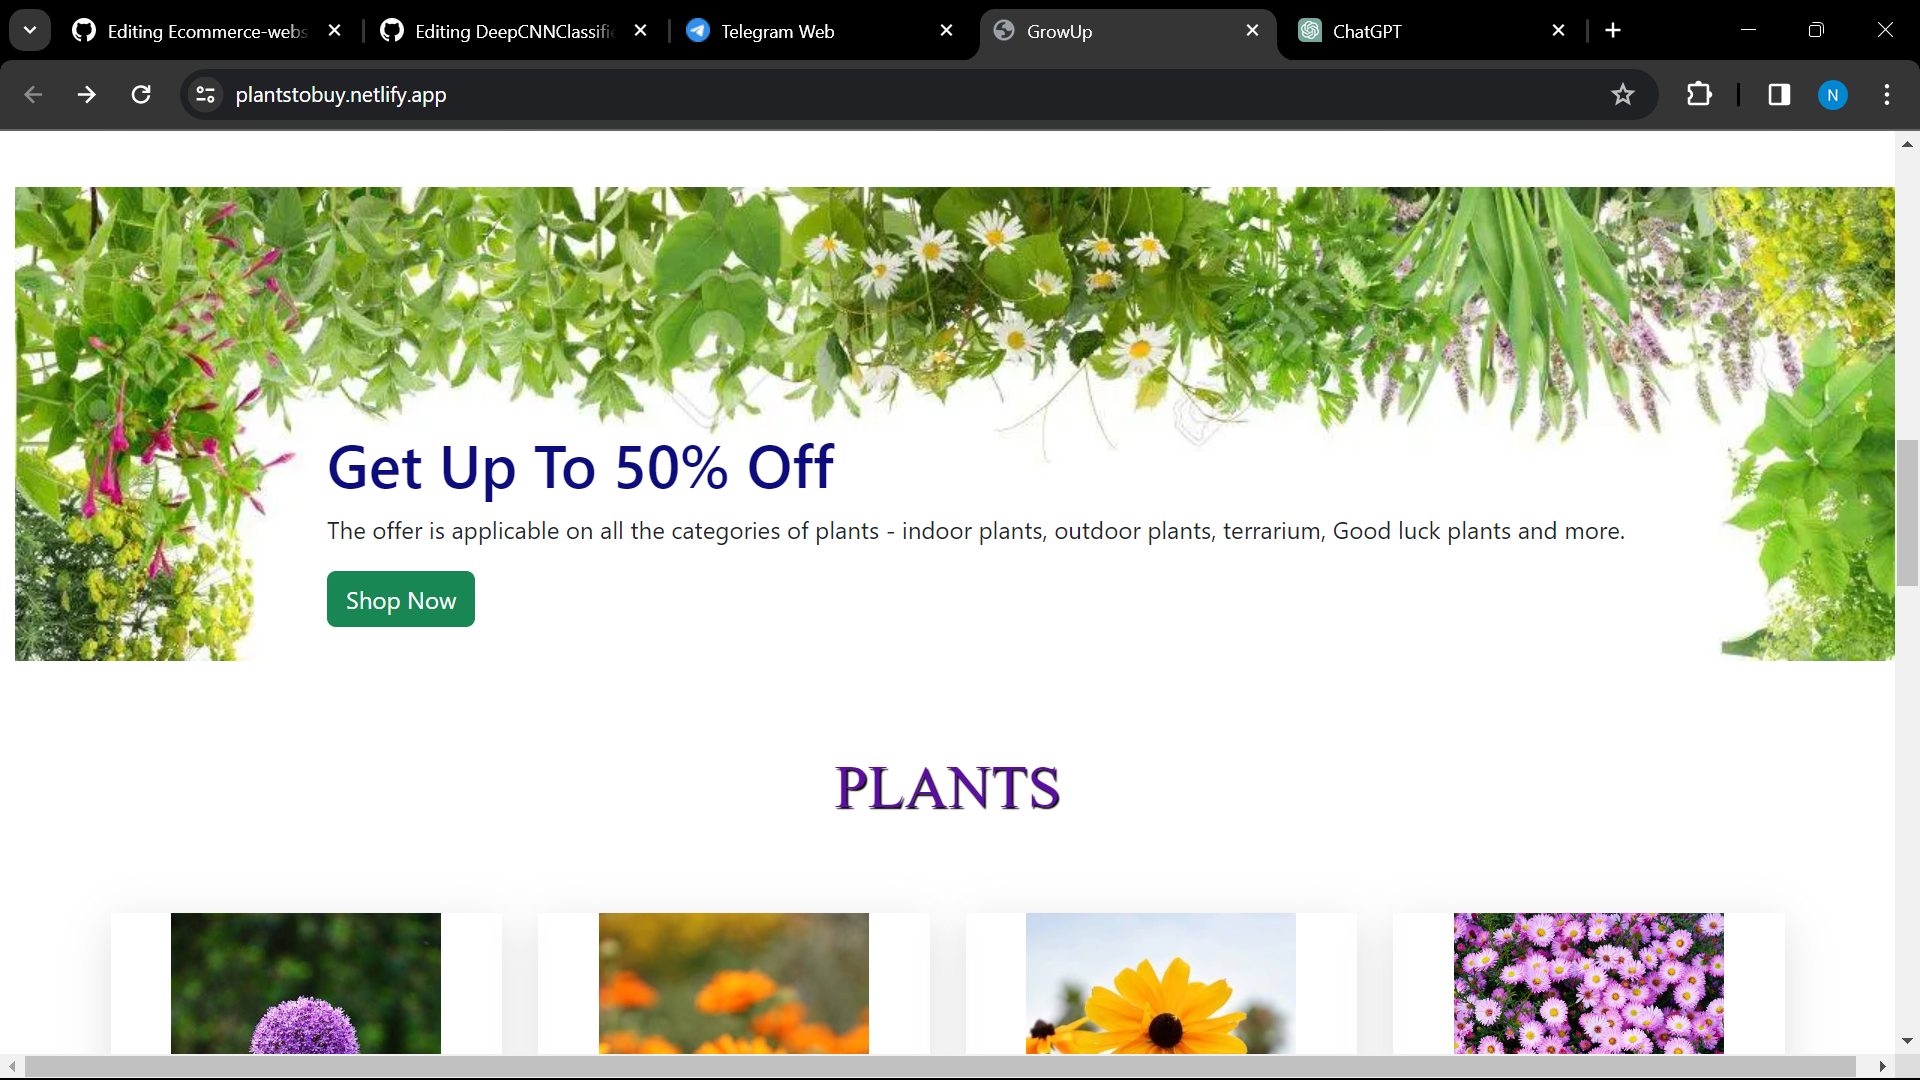 Editing Ecommerce-webs
Editing DeepCNNClassifi
Telegram Web
GrowUp
ChatGPT
plantstobuy.netlify.app
N
Get Up To 50% Off
The offer is applicable on all the categories of plants - indoor plants, outdoor plants, terrarium, Good luck plants and more.
Shop Now
PLANTS